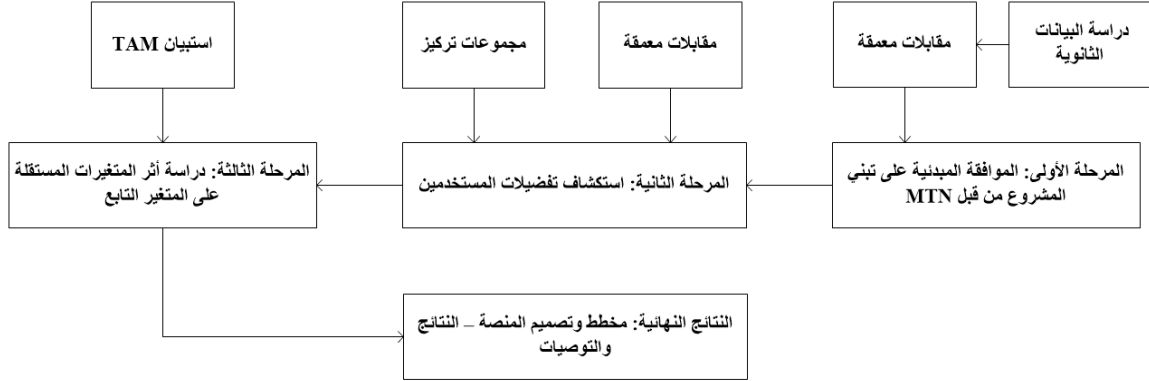 دراسة البيانات
الثانوية
مقابلات معمقة
مقابلات معمقة
مجموعات تركيز
استبيان TAM
المرحلة الأولى: الموافقة المبدئية على تبني
المشروع من قبل MTN
المرحلة الثانية: استكشاف تفضيلات المستخدمين
المرحلة الثالثة: دراسة أثر المتغيرات المستقلة
على المتغير التابع
النتائج النهائية: مخطط وتصميم المنصة – النتائج
والتوصيات